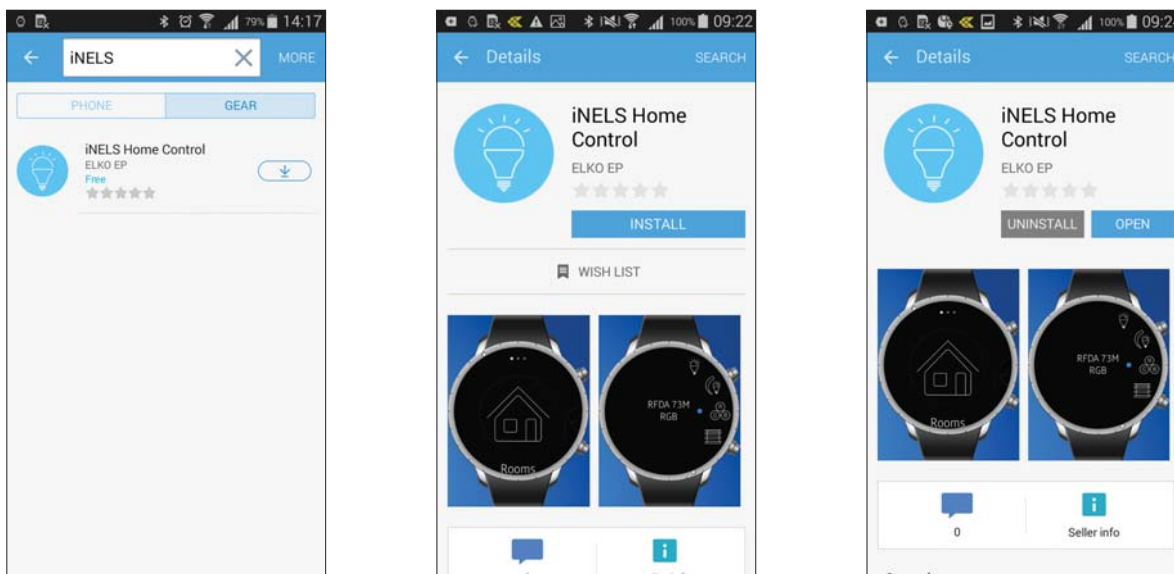 79% 14:17
iNELS MORE
PHONE GEAR
iNELS Home Control
ELKO EP
Free
100% 09:22
Details SEARCH
iNELS Home
Control
ELKO EP
INSTALL
WISH LIST
Rooms
RFDA 73M
RGB
100% 09:2
Details SEARCH
iNELS Home
Control
ELKO EP
UNINSTALL OPEN
Rooms
RFDA 73M
RGB
0 Seller info